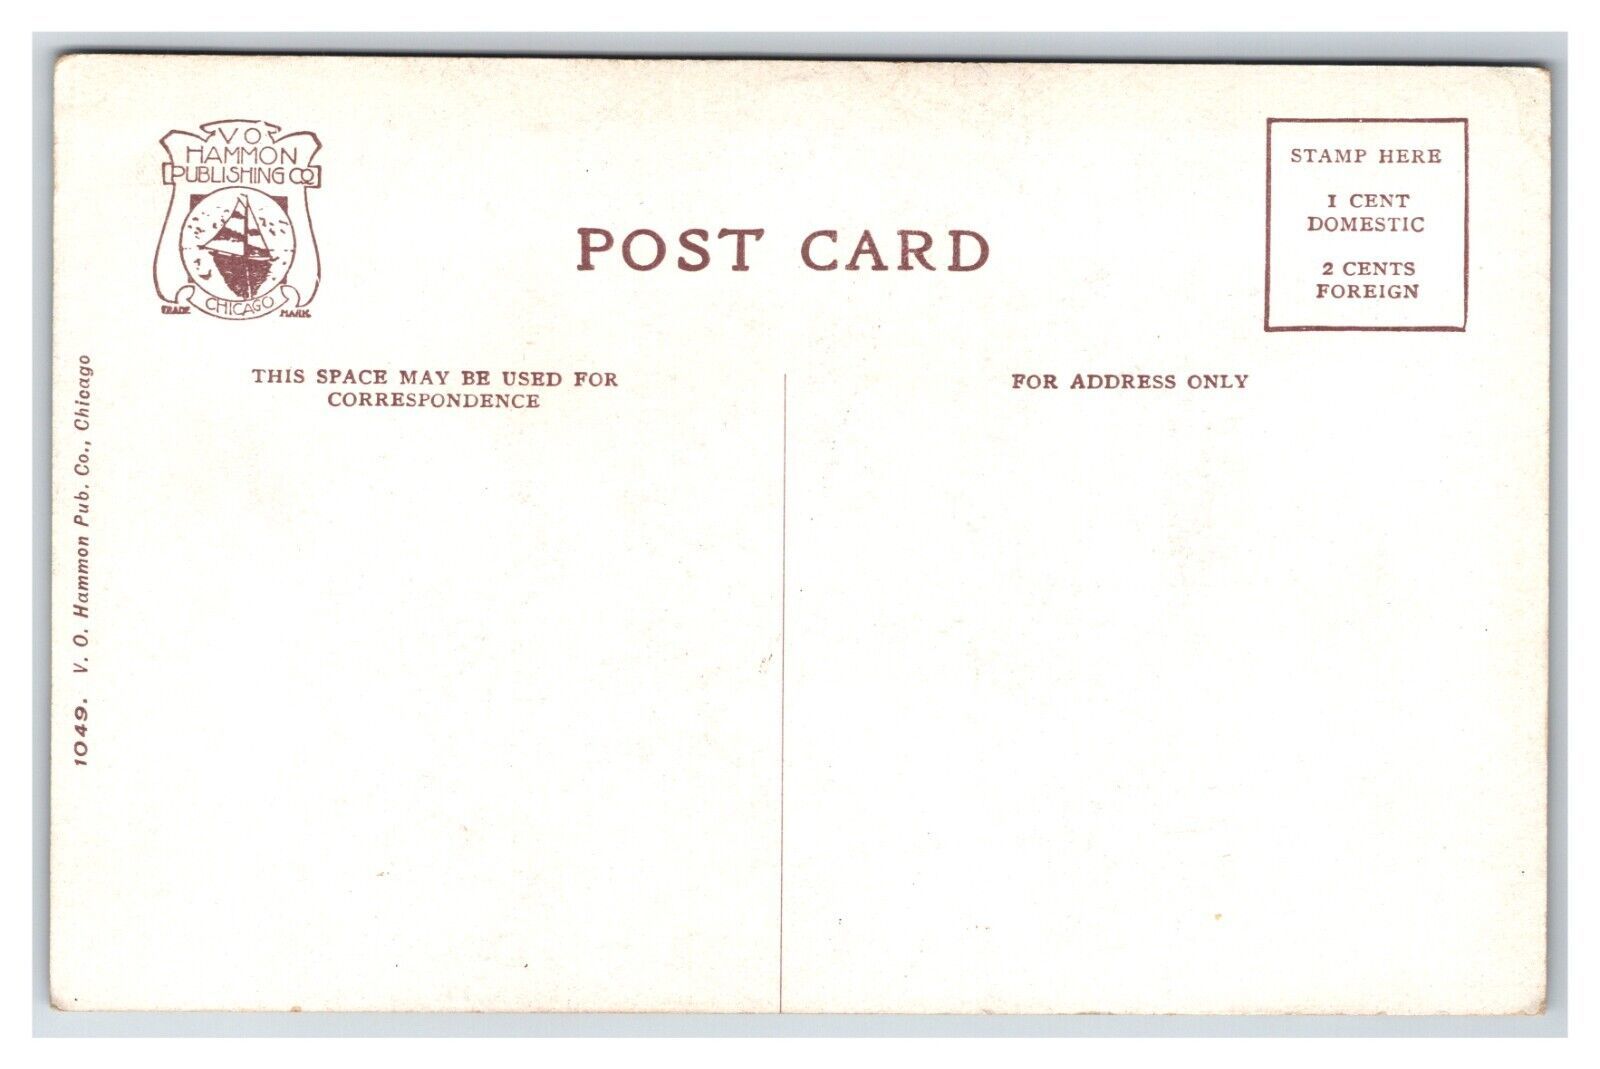 V O
HAMMON
PUBLISHING CO
CHICAGO
TRADE MARK
POST CARD
STAMP HERE
1 CENT
DOMESTIC
2 CENTS
FOREIGN
THIS SPACE MAY BE USED FOR
CORRESPONDENCE
FOR ADDRESS ONLY
1049. V. O. Hammon Pub. Co., Chicago